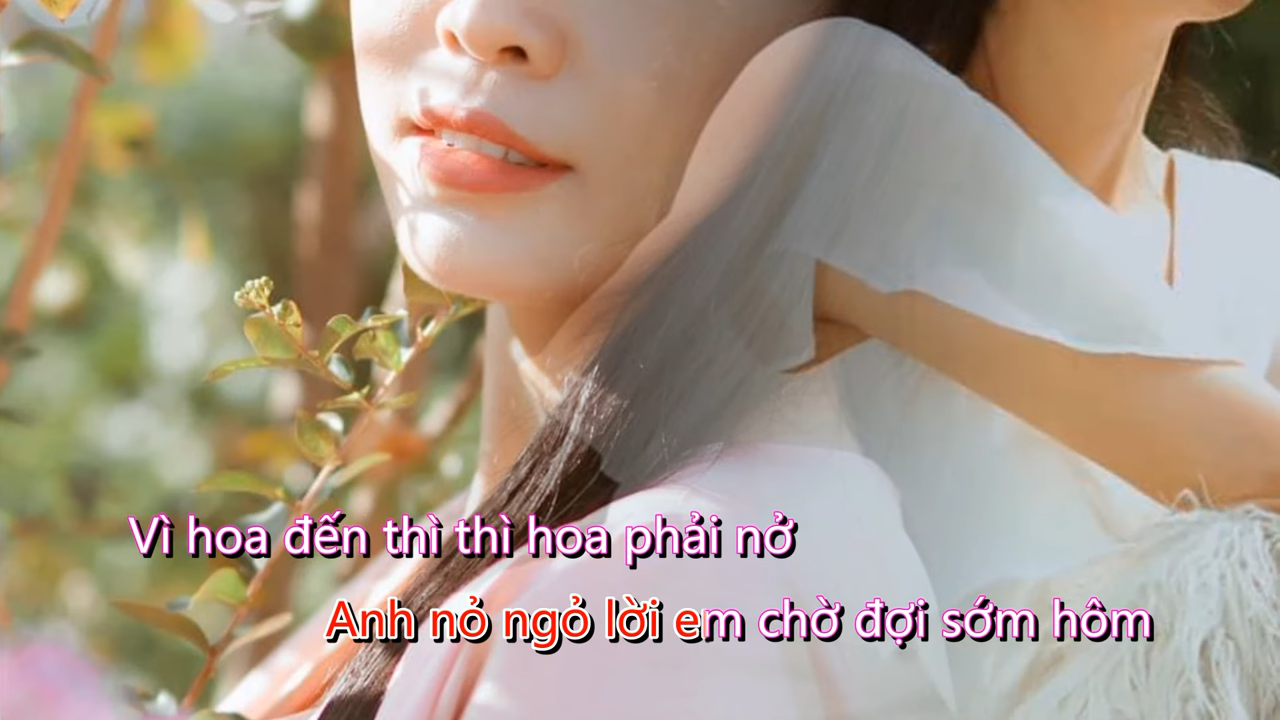 Vì hoa đến thì thì hoa phải nở
Anh nỏ ngỏ lời em chờ đợi sớm hôm